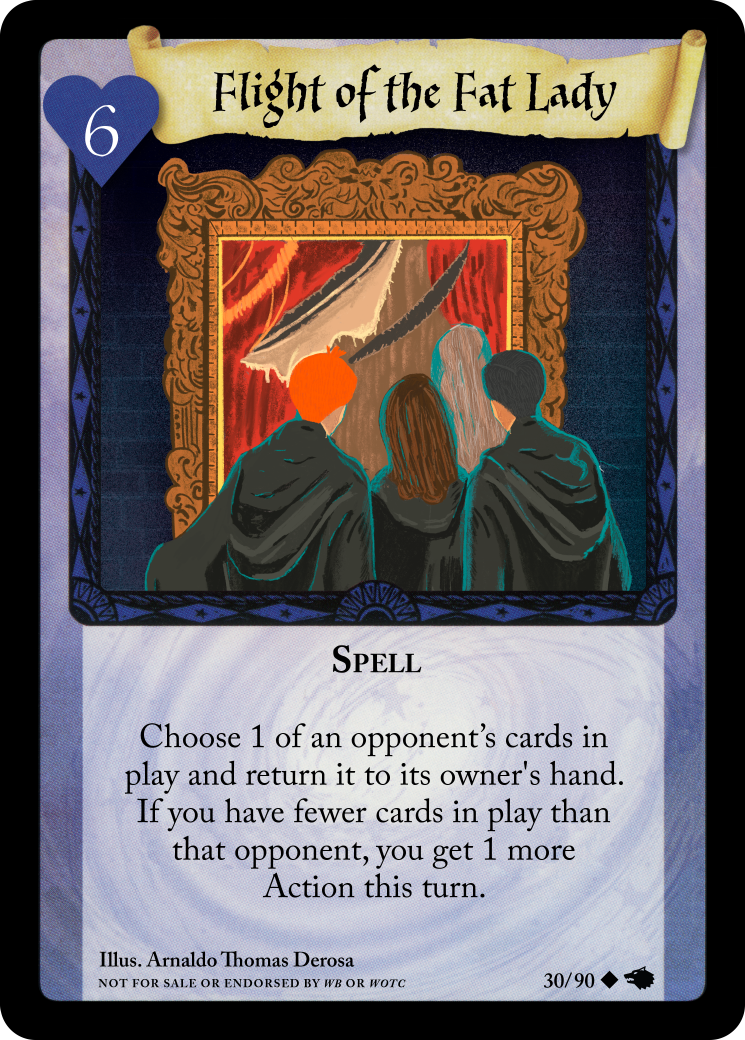 Flight of the Fat Lady
6
Spell
Choose 1 of an opponent’s cards in
play and return it to its owner's hand.
If you have fewer cards in play than
that opponent, you get 1 more
Action this turn.
Illus. Arnaldo Thomas Derosa
NOT FOR SALE OR ENDORSED BY WB OR WOTC
30/90